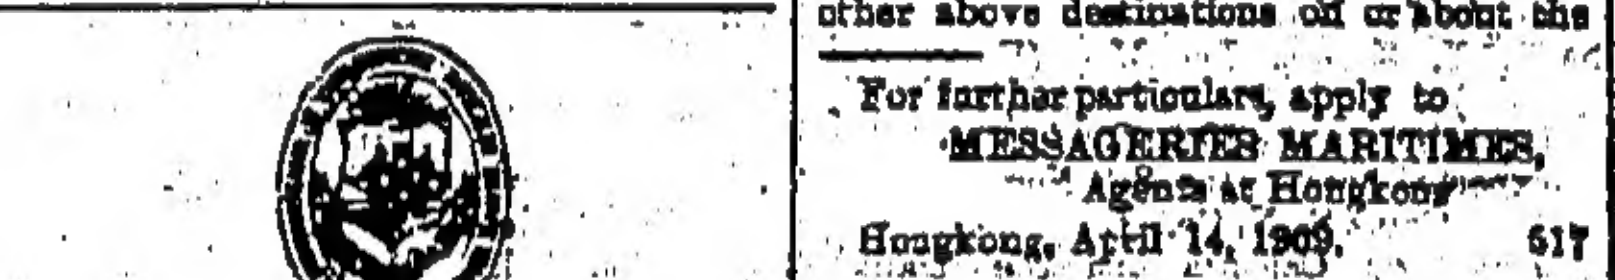 other above destinations on or about the
For further particulars, apply to
MESSAGERIES MARITIMES,
Agents at Hongkong
Hongkong, April 14, 1909. 617